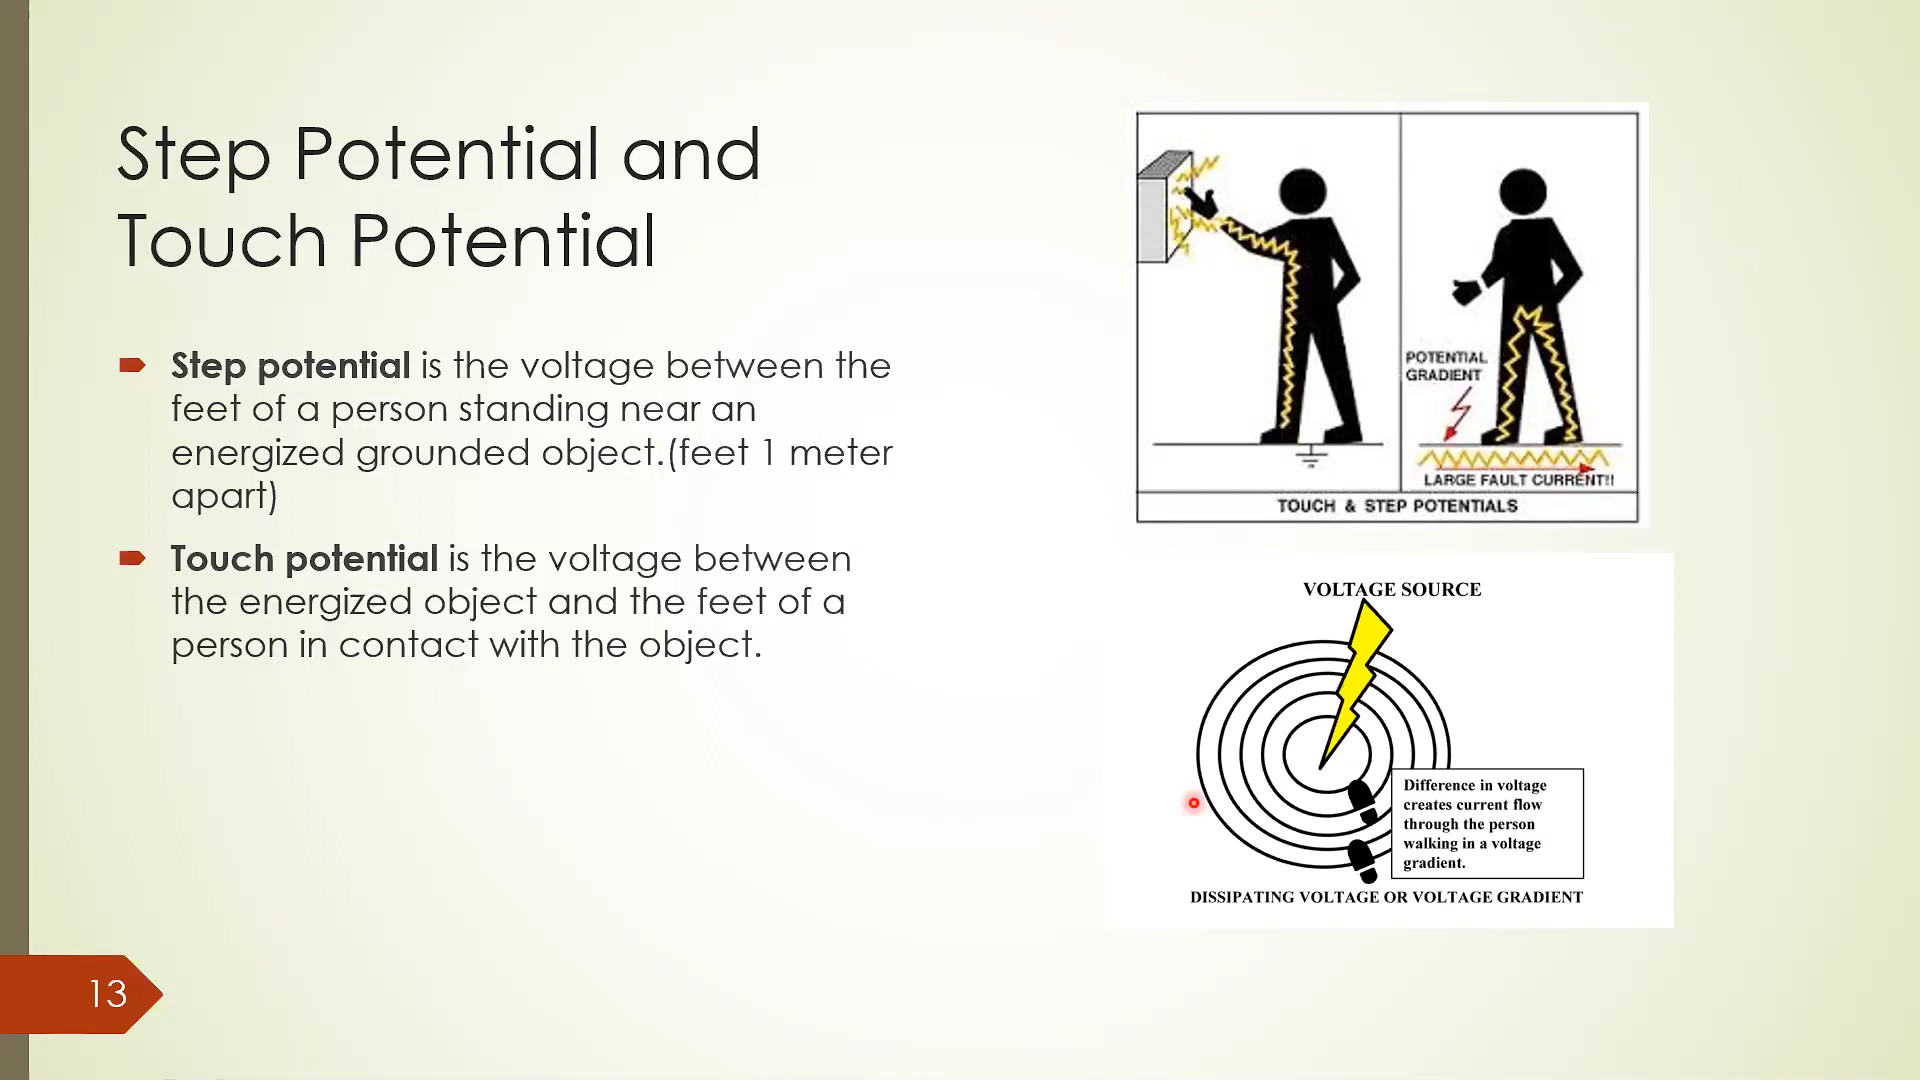 Step Potential and
Touch Potential
Step potential is the voltage between the
feet of a person standing near an
energized grounded object.(feet 1 meter
apart)
Touch potential is the voltage between
the energized object and the feet of a
person in contact with the object.
POTENTIAL
GRADIENT
LARGE FAULT CURRENT!!
TOUCH & STEP POTENTIALS
VOLTAGE SOURCE
Difference in voltage
creates current flow
through the person
walking in a voltage
gradient.
DISSIPATING VOLTAGE OR VOLTAGE GRADIENT
13